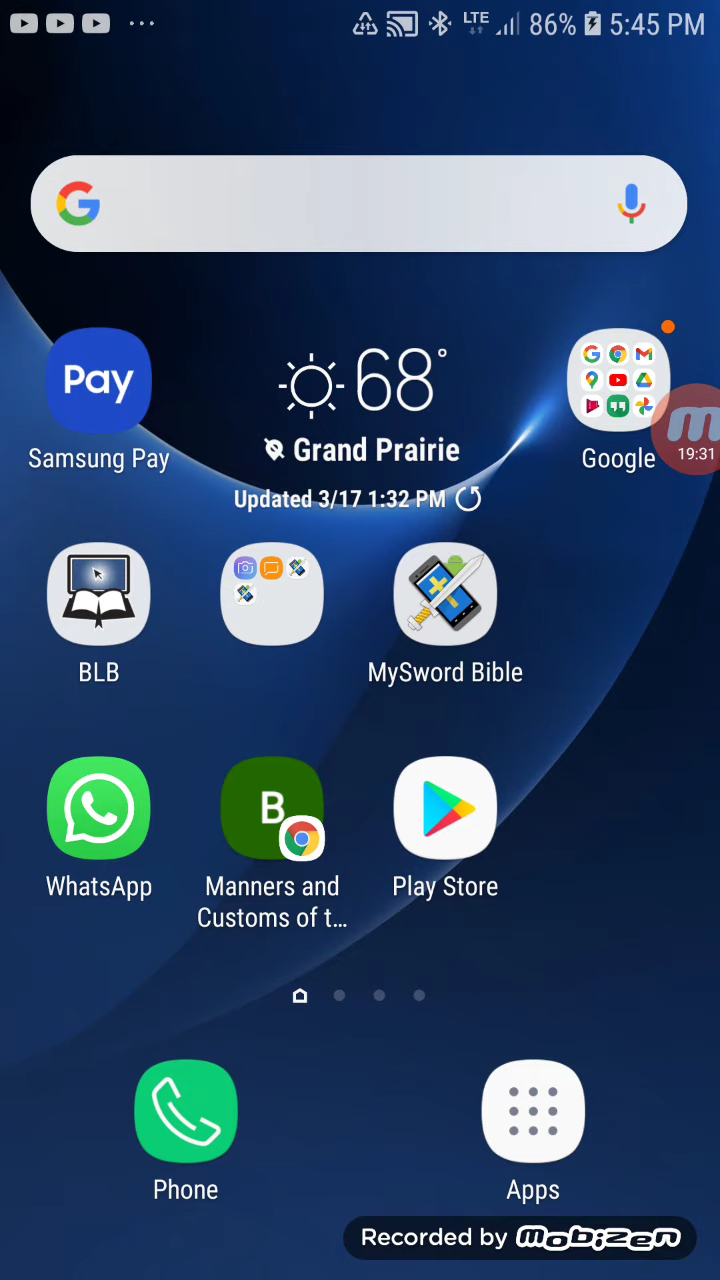 LTE 86% 5:45 PM
Pay
68°
Samsung Pay
Grand Prairie
Google
19:31
Updated 3/17 1:32 PM
BLB
MySword Bible
B
WhatsApp
Manners and
Customs of t...
Play Store
Phone
Apps
Recorded by mobizen